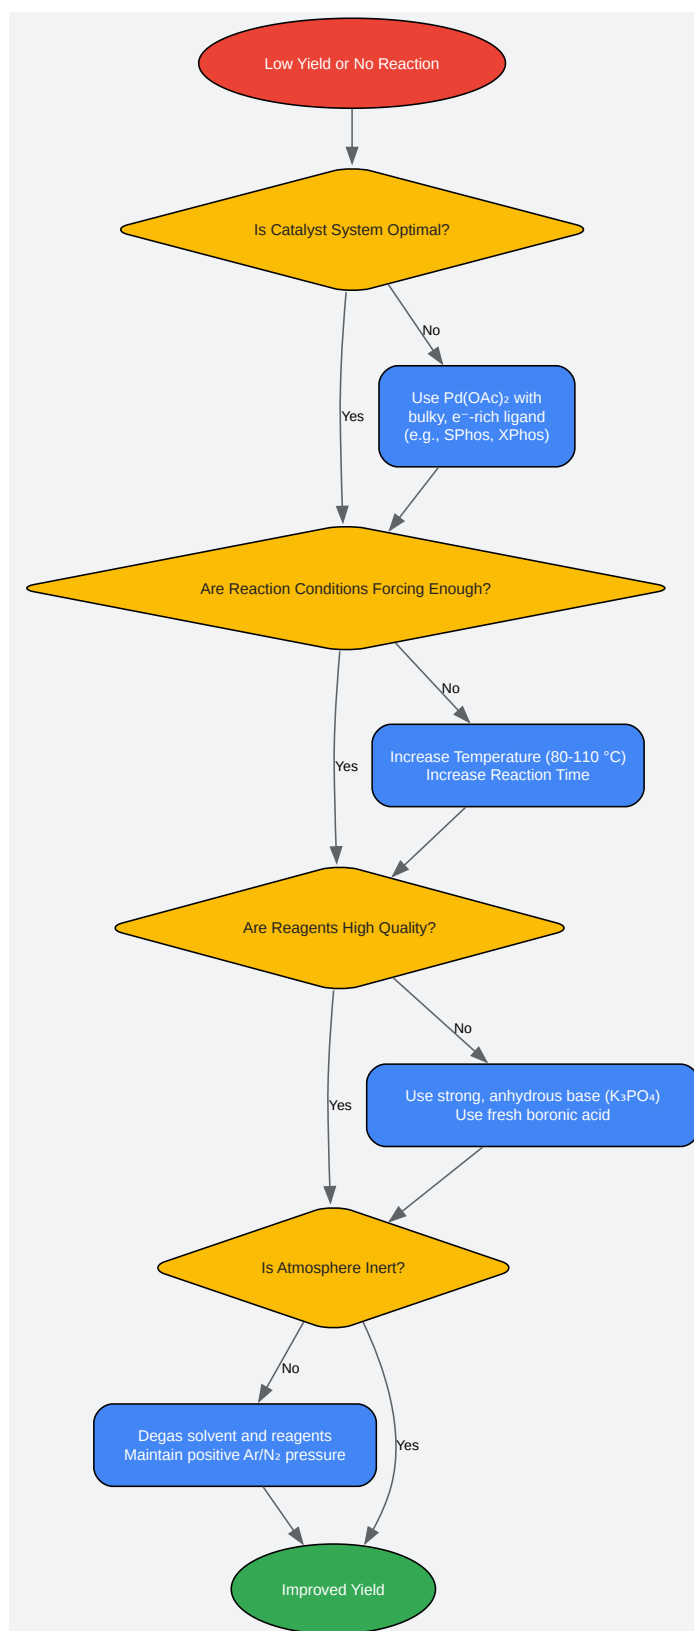 Low Yield or No Reaction
Is Catalyst System Optimal?
No
Use Pd(OAc)₂ with
bulky, e⁻-rich ligand
(e.g., SPhos, XPhos)
Yes
Are Reaction Conditions Forcing Enough?
No
Increase Temperature (80-110 °C)
Increase Reaction Time
Yes
Are Reagents High Quality?
No
Use strong, anhydrous base (K₃PO₄)
Use fresh boronic acid
Yes
Is Atmosphere Inert?
No
Degas solvent and reagents
Maintain positive Ar/N₂ pressure
Yes
Improved Yield